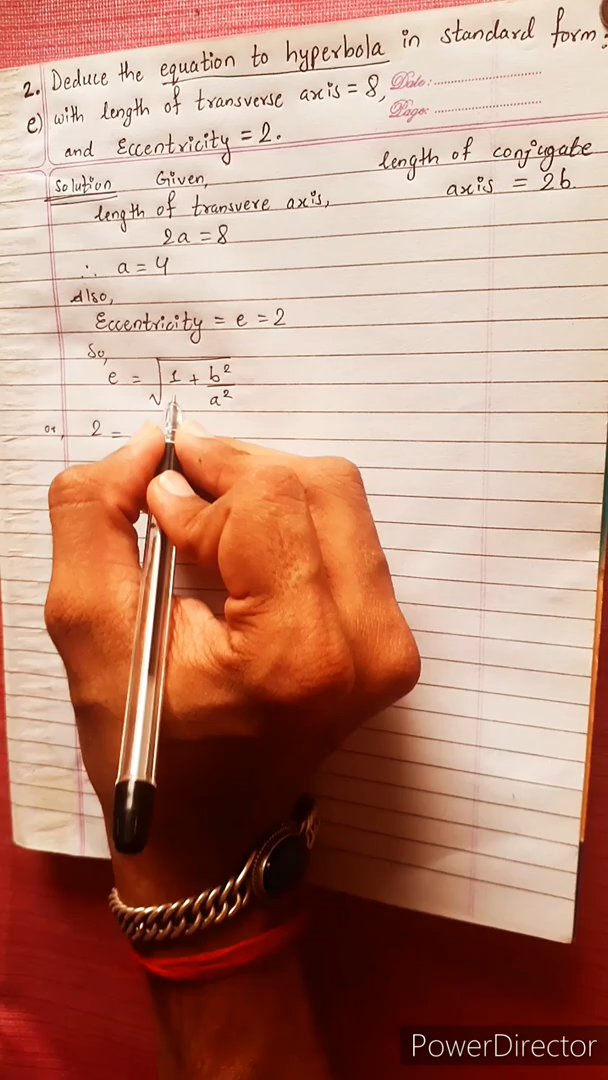 2. Deduce the equation to hyperbola in standard form.
e) with length of transverse axis = 8,
and Eccentricity = 2.
Date:
Page:
Solution Given,
length of transvere axis,
2a = 8
∴ a = 4
Also,
Eccentricity = e = 2
So,
e = √(1 + b²/a²)
or, 2 =
length of conjugate
axis = 2b
PowerDirector